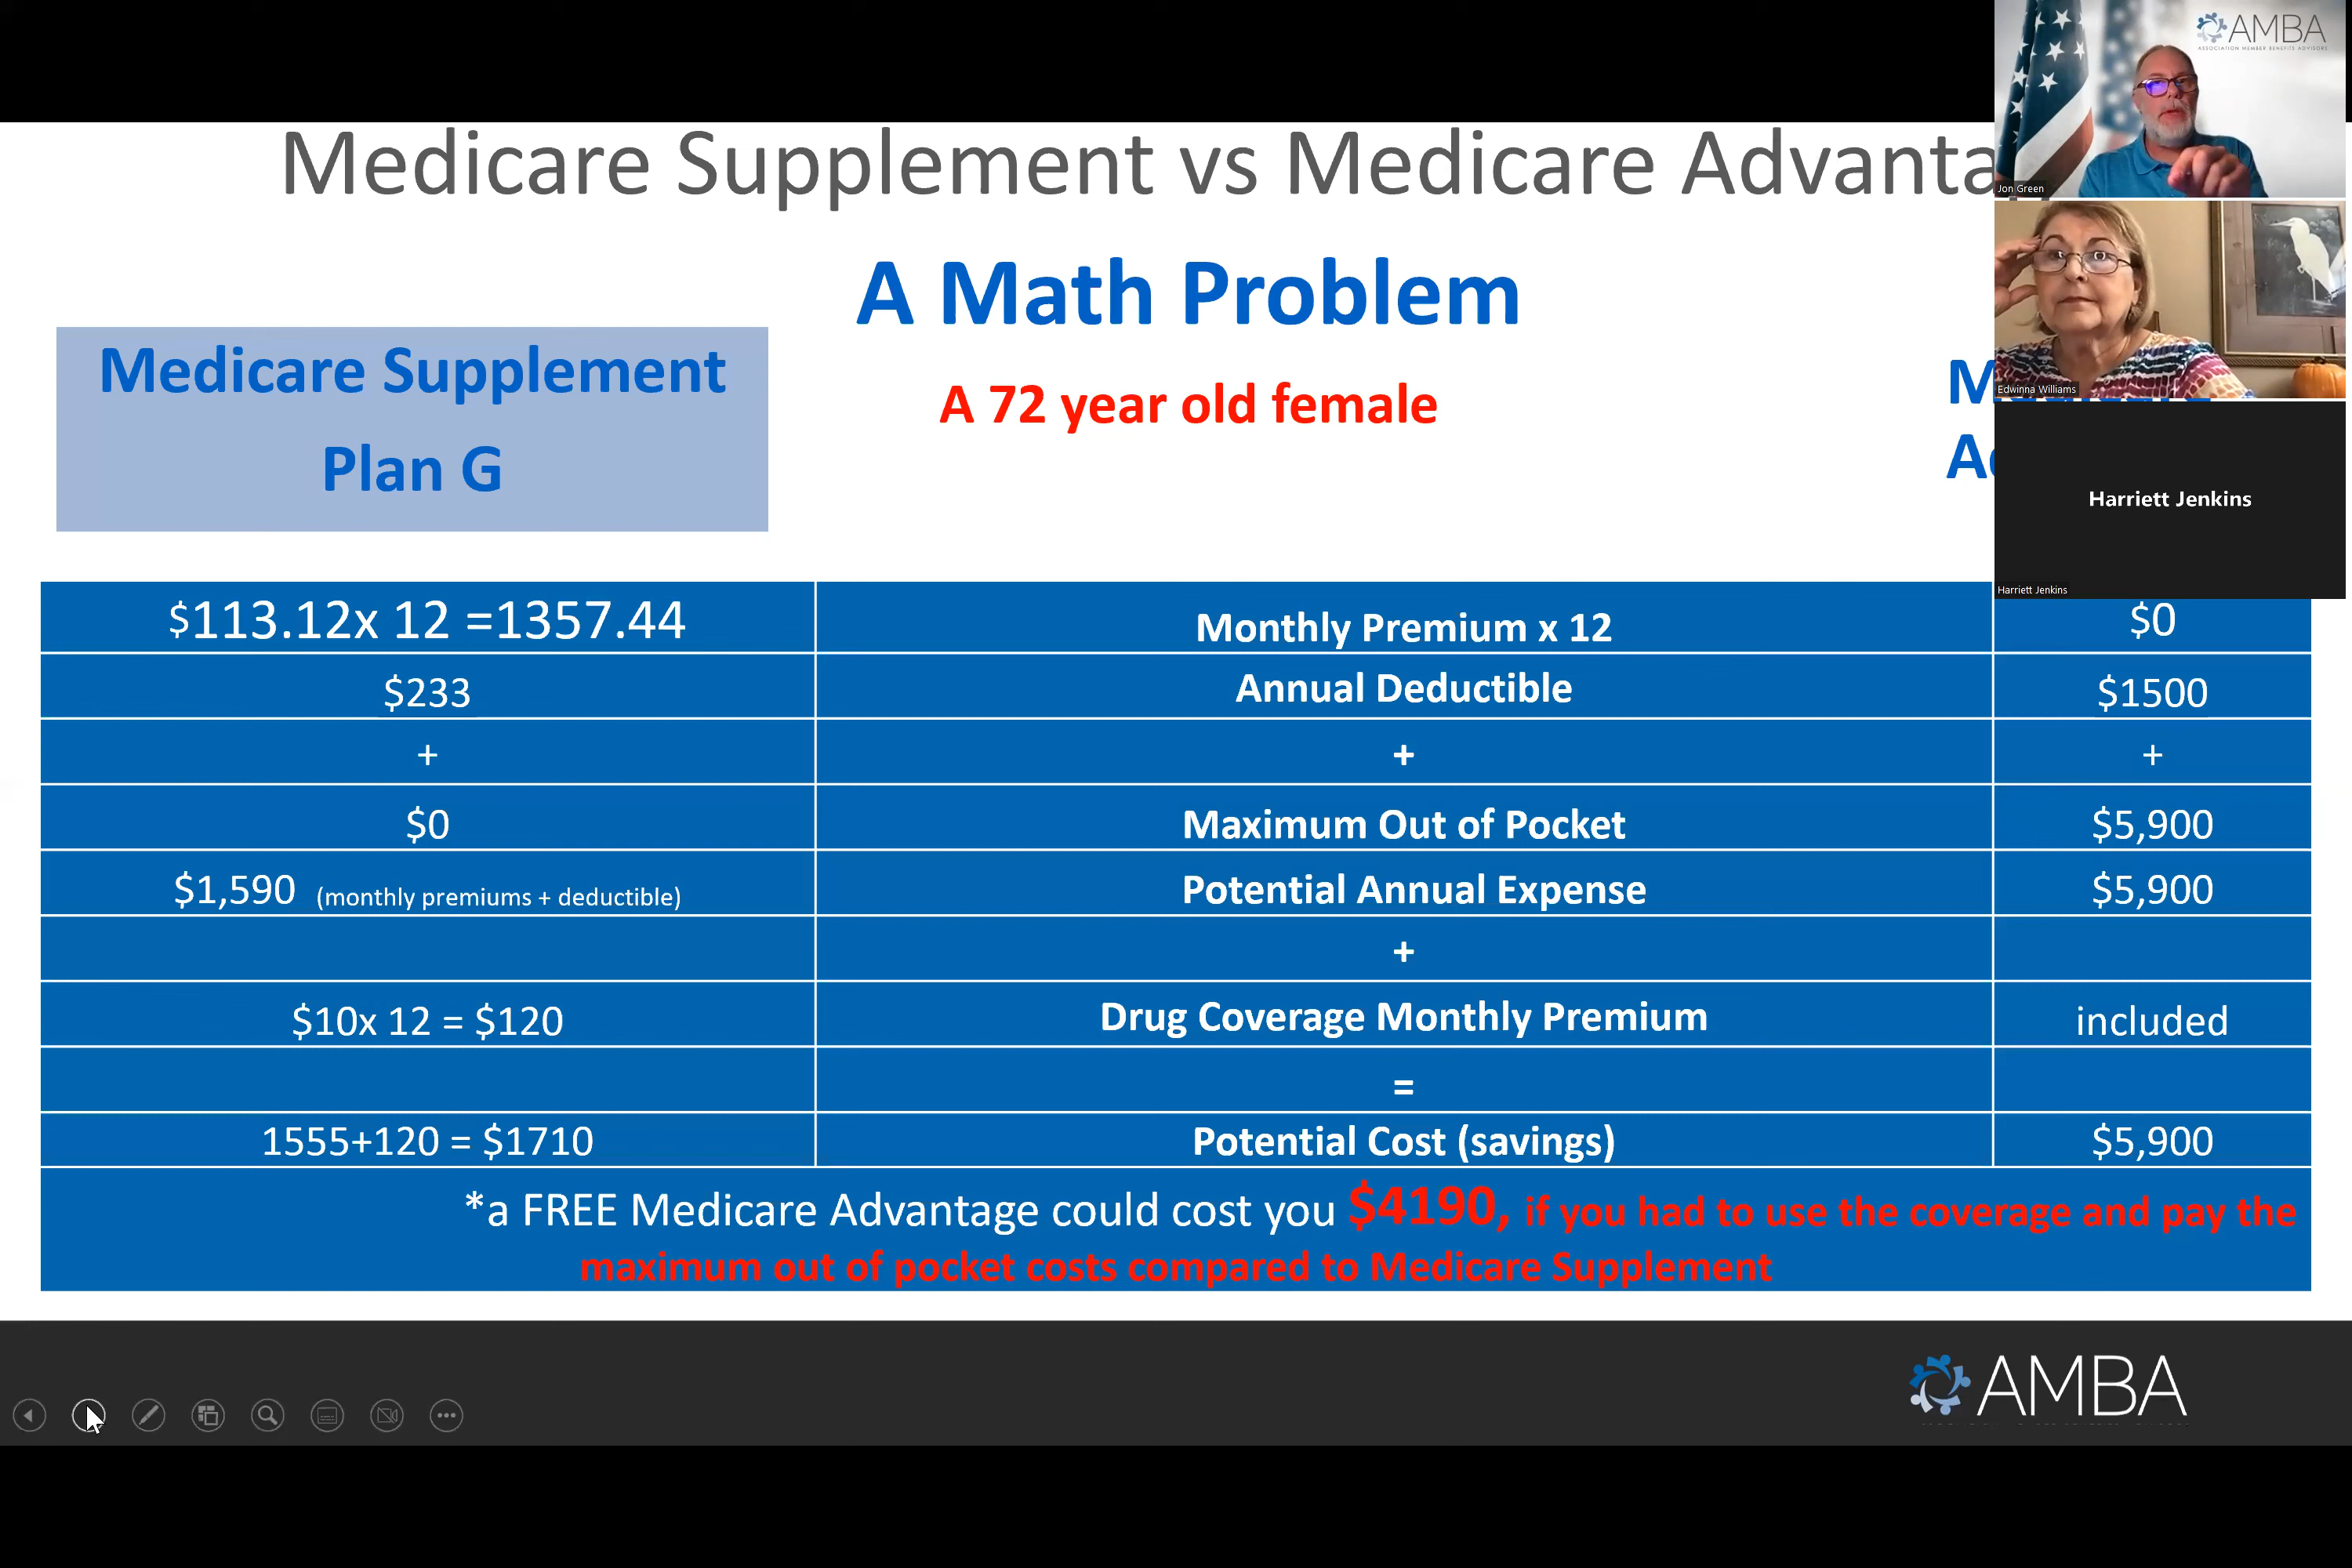 AMBA
ASSOCIATION MEMBER BENEFITS ADVISORS
Jon Green
Medicare Supplement vs Medicare
A Math Problem
Medicare Supplement
Plan G
A 72 year old female
Edwinna Williams
Harriett Jenkins
Harriett Jenkins
$113.12x 12 =1357.44 Monthly Premium x 12 $0
$233 Annual Deductible $1500
+ + +
$0 Maximum Out of Pocket $5,900
$1,590 (monthly premiums + deductible) Potential Annual Expense $5,900
+
$10x 12 = $120 Drug Coverage Monthly Premium included
=
1555+120 = $1710 Potential Cost (savings) $5,900
*a FREE Medicare Advantage could cost you $4190, if you had to use the coverage and pay the
maximum out of pocket costs compared to Medicare Supplement
AMBA